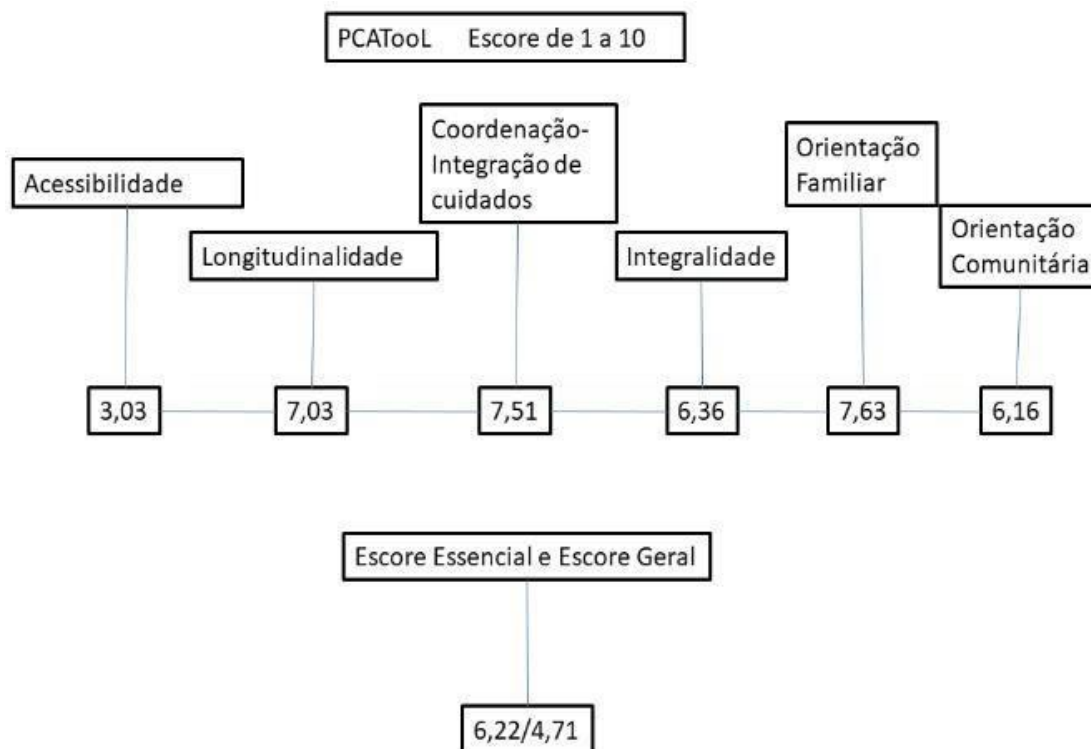 PCATooL Escore de 1 a 10
Acessibilidade
Longitudinalidade
Coordenação-
Integração de
cuidados
Integralidade
Orientação
Familiar
Orientação
Comunitária
3,03
7,03
7,51
6,36
7,63
6,16
Escore Essencial e Escore Geral
6,22/4,71